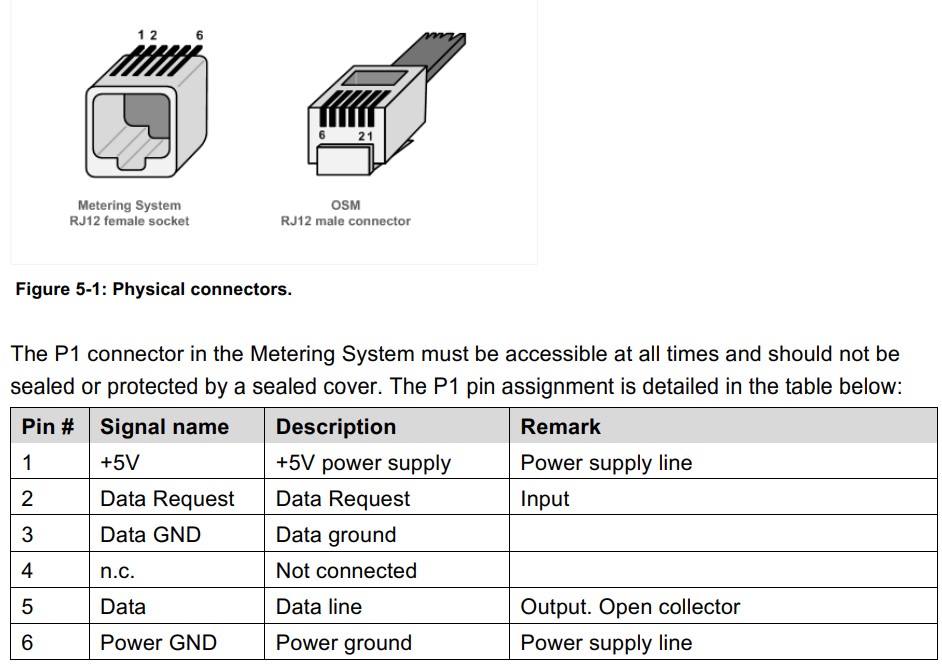 1 2 6
6 2 1
Metering System
RJ12 female socket
OSM
RJ12 male connector
Figure 5-1: Physical connectors.
The P1 connector in the Metering System must be accessible at all times and should not be
sealed or protected by a sealed cover. The P1 pin assignment is detailed in the table below:
Pin # Signal name Description Remark
1 +5V +5V power supply Power supply line
2 Data Request Data Request Input
3 Data GND Data ground
4 n.c. Not connected
5 Data Data line Output. Open collector
6 Power GND Power ground Power supply line